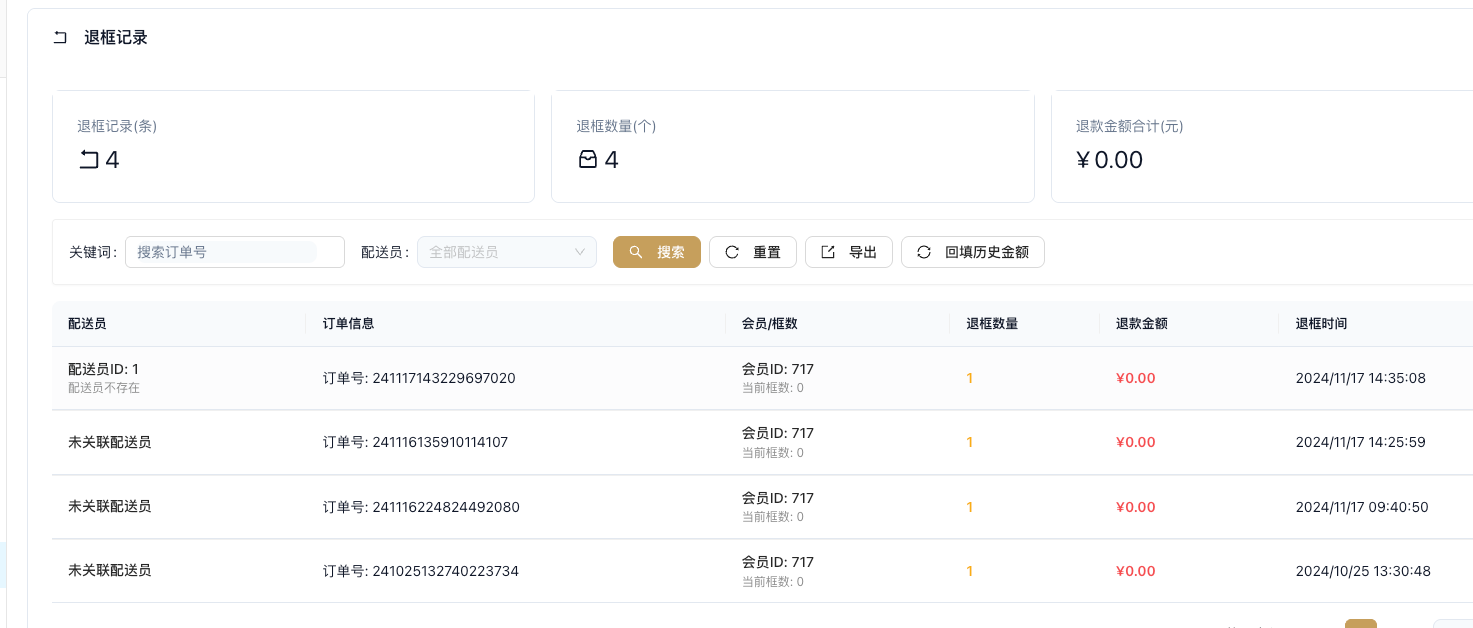 退框记录
退框记录(条) 退框数量(个) 退款金额合计(元)
4 4 ¥0.00
关键词： 搜索订单号 配送员： 全部配送员 搜索 重置 导出 回填历史金额
配送员 订单信息 会员/框数 退框数量 退款金额 退框时间
配送员ID: 1 订单号: 241117143229697020 会员ID: 717 1 ¥0.00 2024/11/17 14:35:08
配送员不存在 当前框数: 0
未关联配送员 订单号: 241116135910114107 会员ID: 717 1 ¥0.00 2024/11/17 14:25:59
当前框数: 0
未关联配送员 订单号: 241116224824492080 会员ID: 717 1 ¥0.00 2024/11/17 09:40:50
当前框数: 0
未关联配送员 订单号: 241025132740223734 会员ID: 717 1 ¥0.00 2024/10/25 13:30:48
当前框数: 0